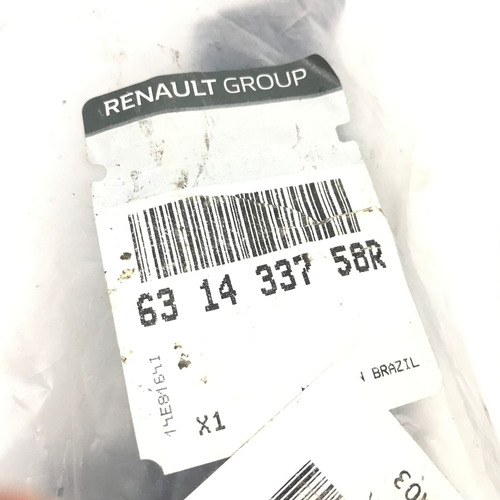 RENAULT GROUP
63 14 337 58R
14E81641
X1
BRAZIL